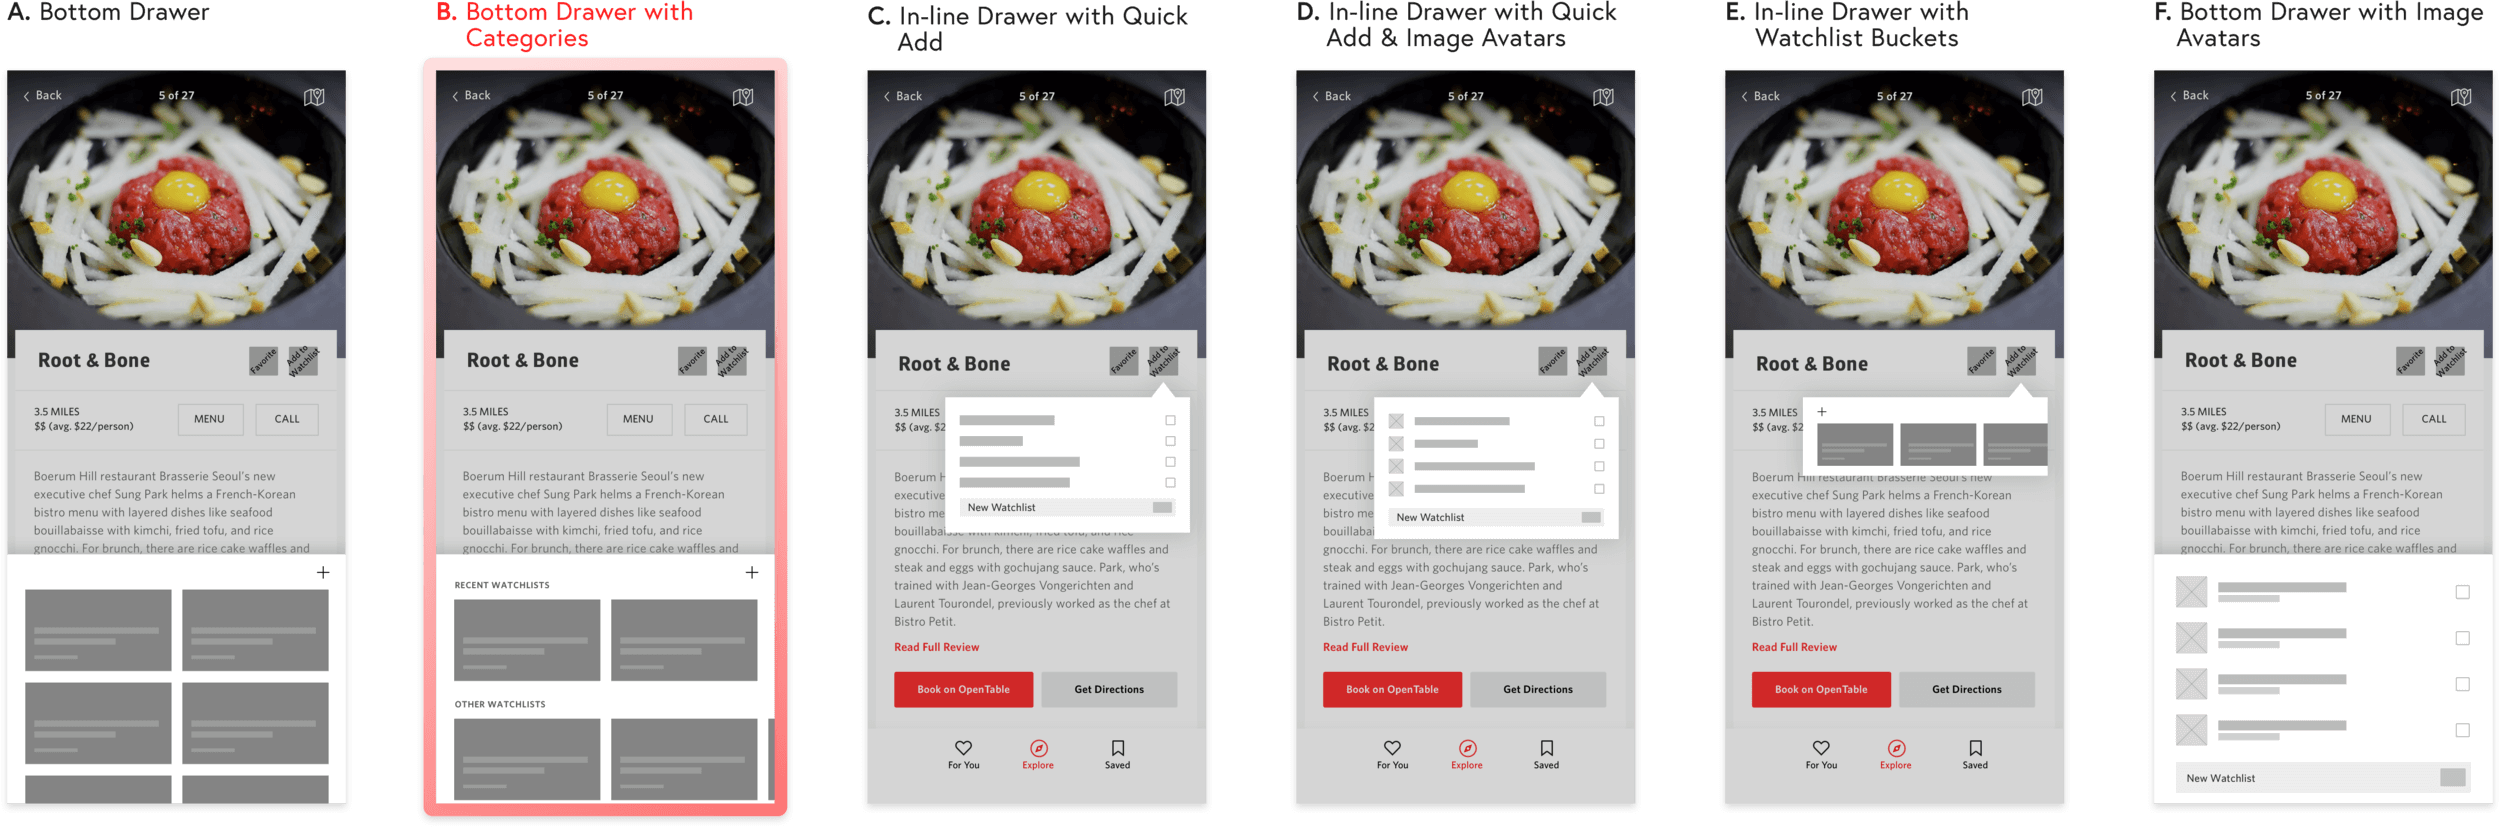 A. Bottom Drawer
Back
5 of 27
Root & Bone
Favorite
Add to
Watchlist
3.5 MILES
$$ (avg. $22/person)
MENU
CALL
Boerum Hill restaurant Brasserie Seoul's new
executive chef Sung Park helms a French-Korean
bistro menu with layered dishes like seafood
bouillabaisse with kimchi, fried tofu, and rice
gnocchi. For brunch, there are rice cake waffles and
+
B. Bottom Drawer with
Categories
Back
5 of 27
Root & Bone
Favorite
Add to
Watchlist
3.5 MILES
$$ (avg. $22/person)
MENU
CALL
Boerum Hill restaurant Brasserie Seoul's new
executive chef Sung Park helms a French-Korean
bistro menu with layered dishes like seafood
bouillabaisse with kimchi, fried tofu, and rice
gnocchi. For brunch, there are rice cake waffles and
+
RECENT WATCHLISTS
OTHER WATCHLISTS
C. In-line Drawer with Quick
Add
Back
5 of 27
Root & Bone
Favorite
Add to
Watchlist
3.5 MILES
$$ (avg.
New Watchlist
Boerum H
executive
bistro me
bouillabaisse with kimchi, fried tofu, and rice
gnocchi. For brunch, there are rice cake waffles and
steak and eggs with gochujang sauce. Park, who's
trained with Jean-Georges Vongerichten and
Laurent Tourondel, previously worked as the chef at
Bistro Petit.
Read Full Review
Book on OpenTable
Get Directions
For You
Explore
Saved
D. In-line Drawer with Quick
Add & Image Avatars
Back
5 of 27
Root & Bone
Favorite
Add to
Watchlist
3.5 MILES
$$ (avg. $
New Watchlist
Boerum H
executive
bistro me
bouillaba
gnocchi. For brunch, there are rice cake waffles and
steak and eggs with gochujang sauce. Park, who's
trained with Jean-Georges Vongerichten and
Laurent Tourondel, previously worked as the chef at
Bistro Petit.
Read Full Review
Book on OpenTable
Get Directions
For You
Explore
Saved
E. In-line Drawer with
Watchlist Buckets
Back
5 of 27
Root & Bone
Favorite
Add to
Watchlist
3.5 MILES
$$ (avg. $2
+
Boerum Hill restaurant Brasserie Seoul's new
executive chef Sung Park helms a French-Korean
bistro menu with layered dishes like seafood
bouillabaisse with kimchi, fried tofu, and rice
gnocchi. For brunch, there are rice cake waffles and
steak and eggs with gochujang sauce. Park, who's
trained with Jean-Georges Vongerichten and
Laurent Tourondel, previously worked as the chef at
Bistro Petit.
Read Full Review
Book on OpenTable
Get Directions
For You
Explore
Saved
F. Bottom Drawer with Image
Avatars
Back
5 of 27
Root & Bone
Favorite
Add to
Watchlist
3.5 MILES
$$ (avg. $22/person)
MENU
CALL
Boerum Hill restaurant Brasserie Seoul's new
executive chef Sung Park helms a French-Korean
bistro menu with layered dishes like seafood
bouillabaisse with kimchi, fried tofu, and rice
gnocchi. For brunch, there are rice cake waffles and
New Watchlist